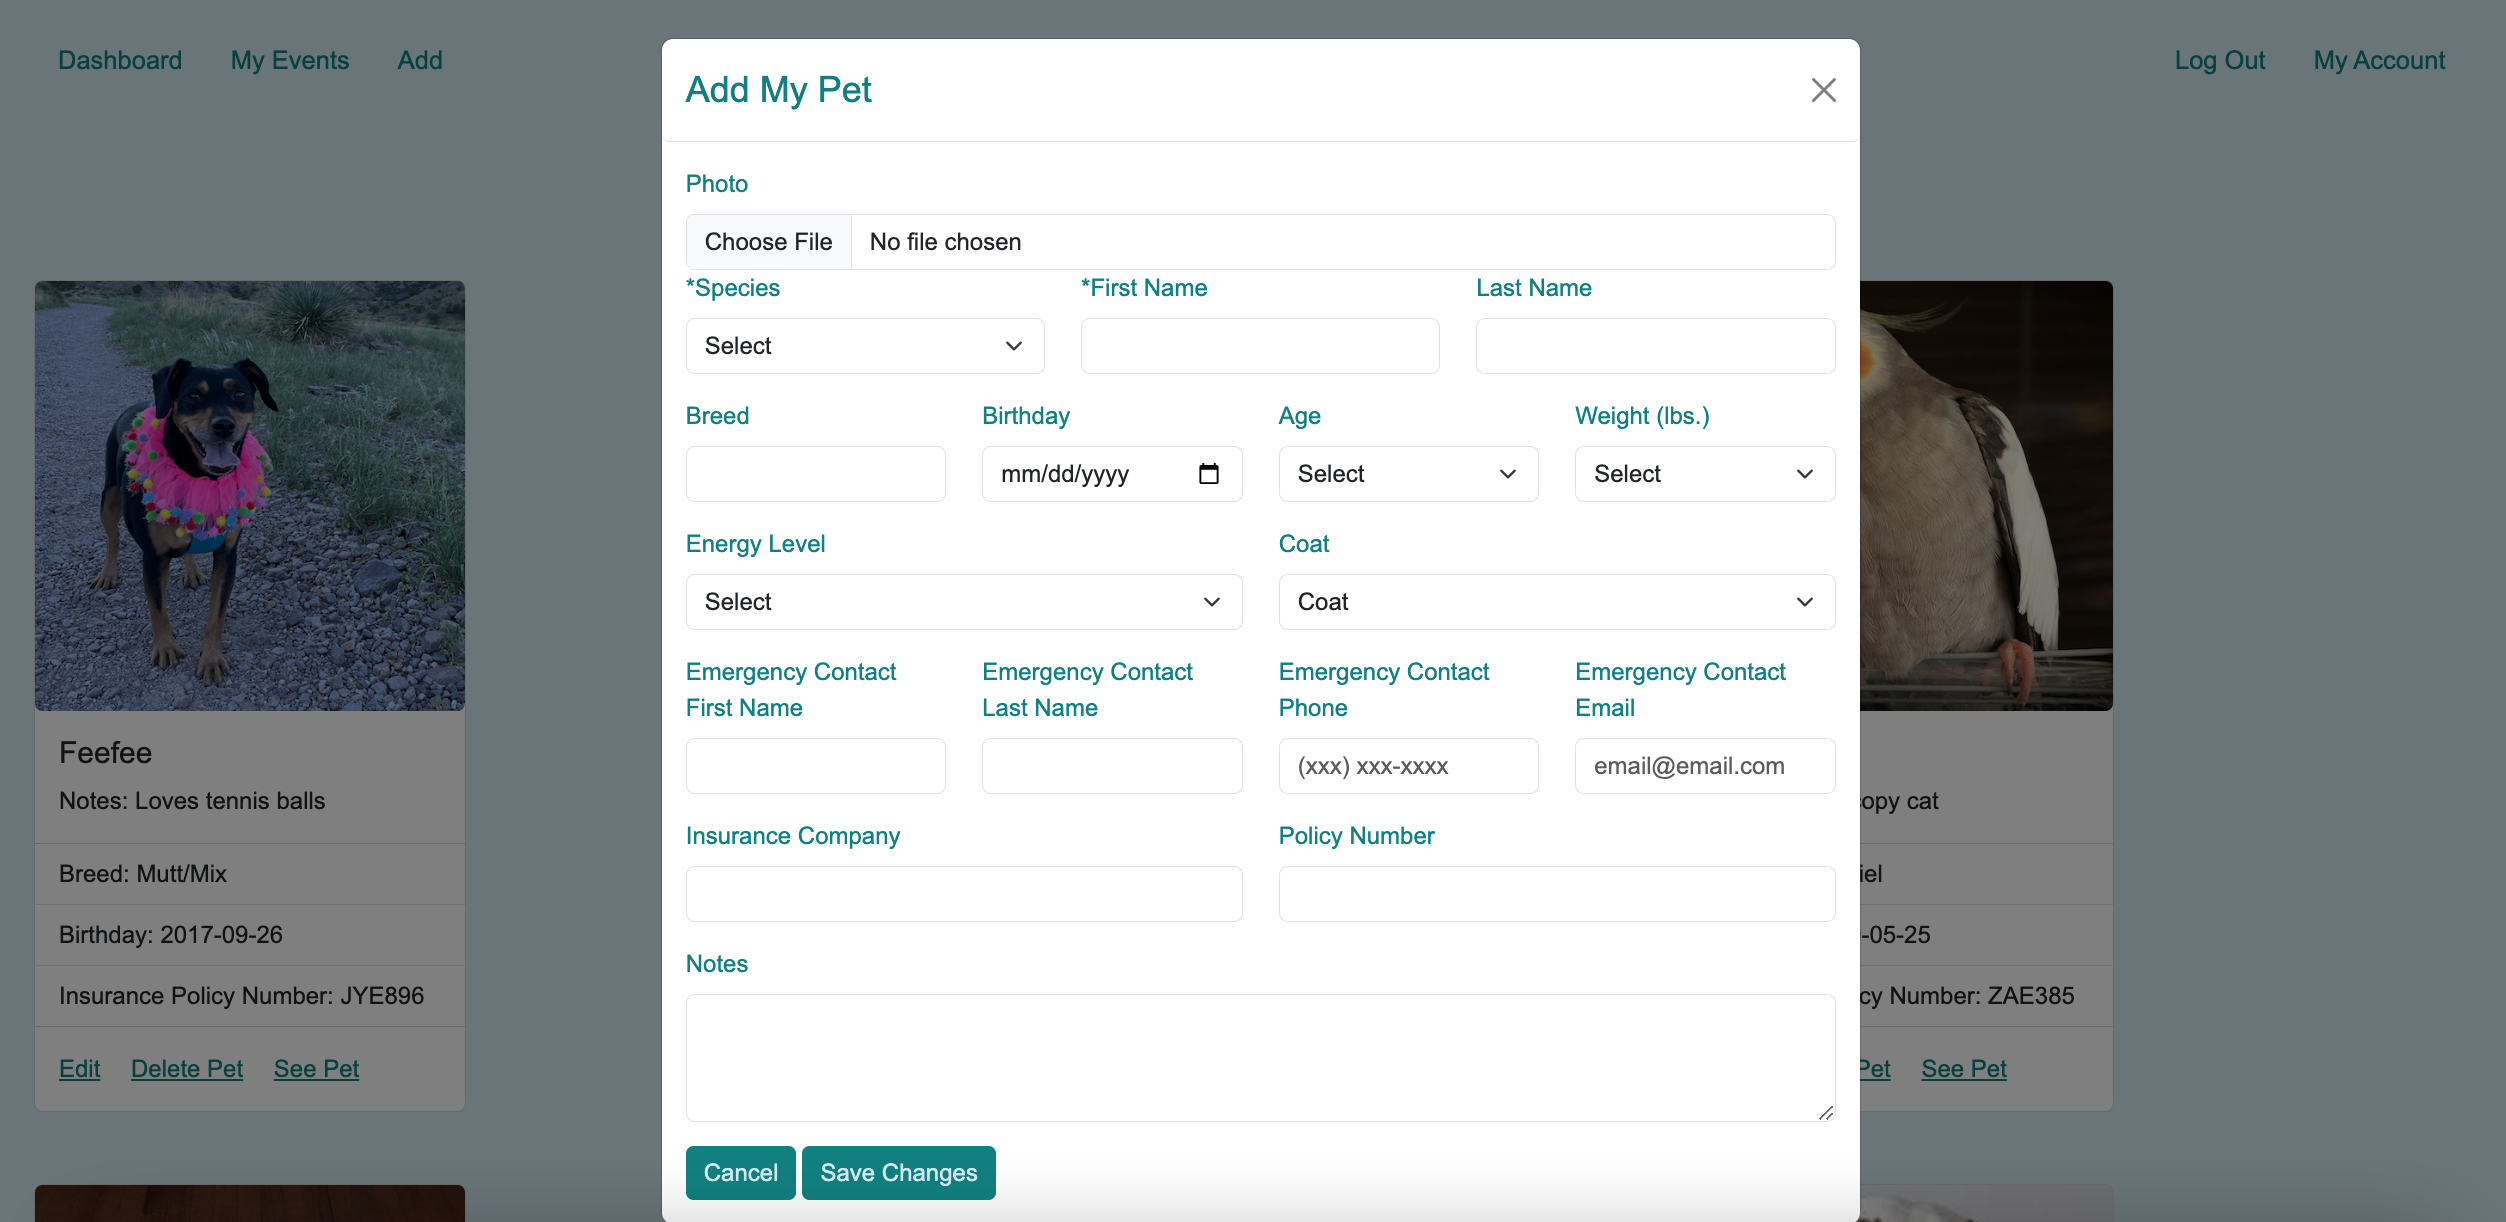 Dashboard My Events Add Log Out My Account
Add My Pet
Photo
Choose File No file chosen
*Species *First Name Last Name
Select
Breed Birthday Age Weight (lbs.)
mm/dd/yyyy Select Select
Energy Level Coat
Select Coat
Emergency Contact First Name Emergency Contact Last Name Emergency Contact Phone Emergency Contact Email
(xxx) xxx-xxxx email@email.com
Insurance Company Policy Number
Notes
Cancel Save Changes
Feefee
Notes: Loves tennis balls
Breed: Mutt/Mix
Birthday: 2017-09-26
Insurance Policy Number: JYE896
Edit Delete Pet See Pet
opy cat
iel
-05-25
cy Number: ZAE385
Pet See Pet